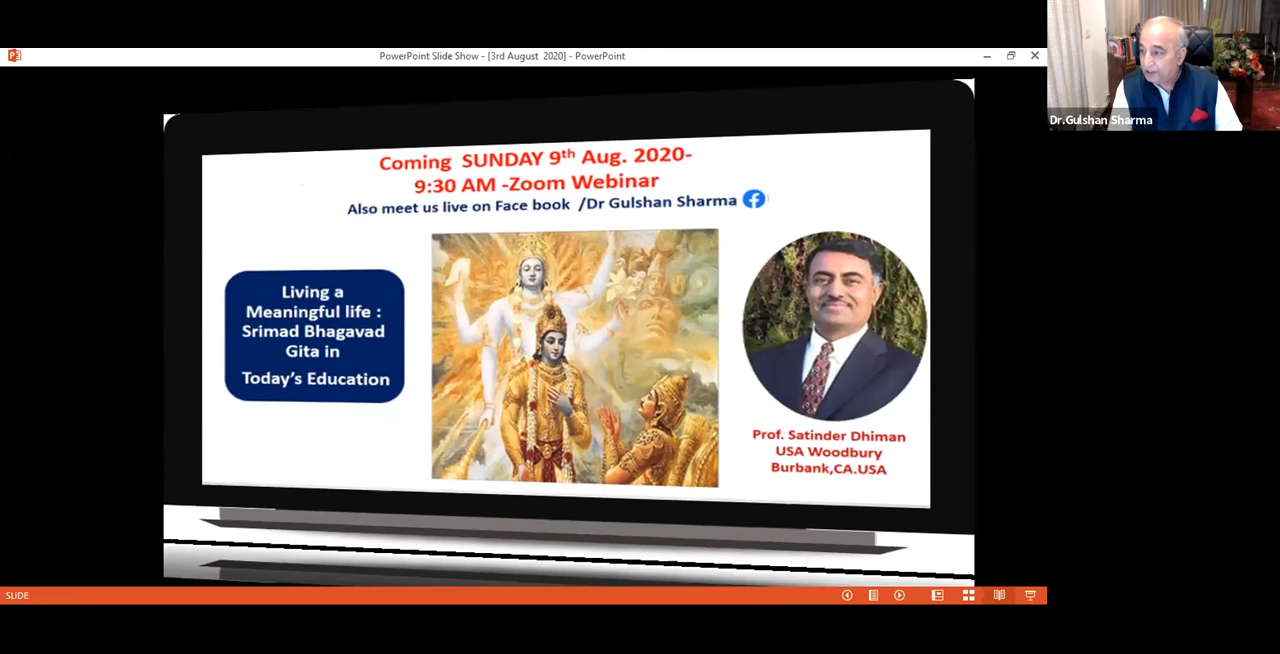 PowerPoint Slide Show - [3rd August 2020] - PowerPoint
Dr.Gulshan Sharma
Coming SUNDAY 9th Aug. 2020-
9:30 AM -Zoom Webinar
Also meet us live on Face book /Dr Gulshan Sharma
Living a
Meaningful life :
Srimad Bhagavad
Gita in
Today's Education
Prof. Satinder Dhiman
USA Woodbury
Burbank,CA.USA
SLIDE